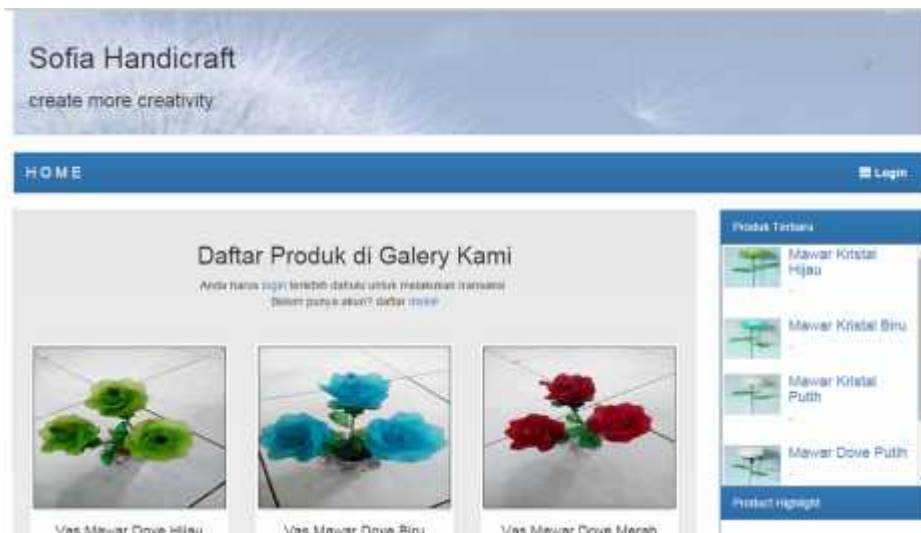 Sofia Handicraft
create more creativity
HOME
Login
Daftar Produk di Galery Kami
Anda harus login terlebih dahulu untuk melakukan transaksi
Belum punya akun? daftar disini!
Vas Mawar Dove Hijau
Vas Mawar Dove Biru
Vas Mawar Dove Merah
Produk Terbaru
Mawar Kristal
Hijau
Mawar Kristal Biru
Mawar Kristal
Putih
Mawar Dove Putih
Product Highlight